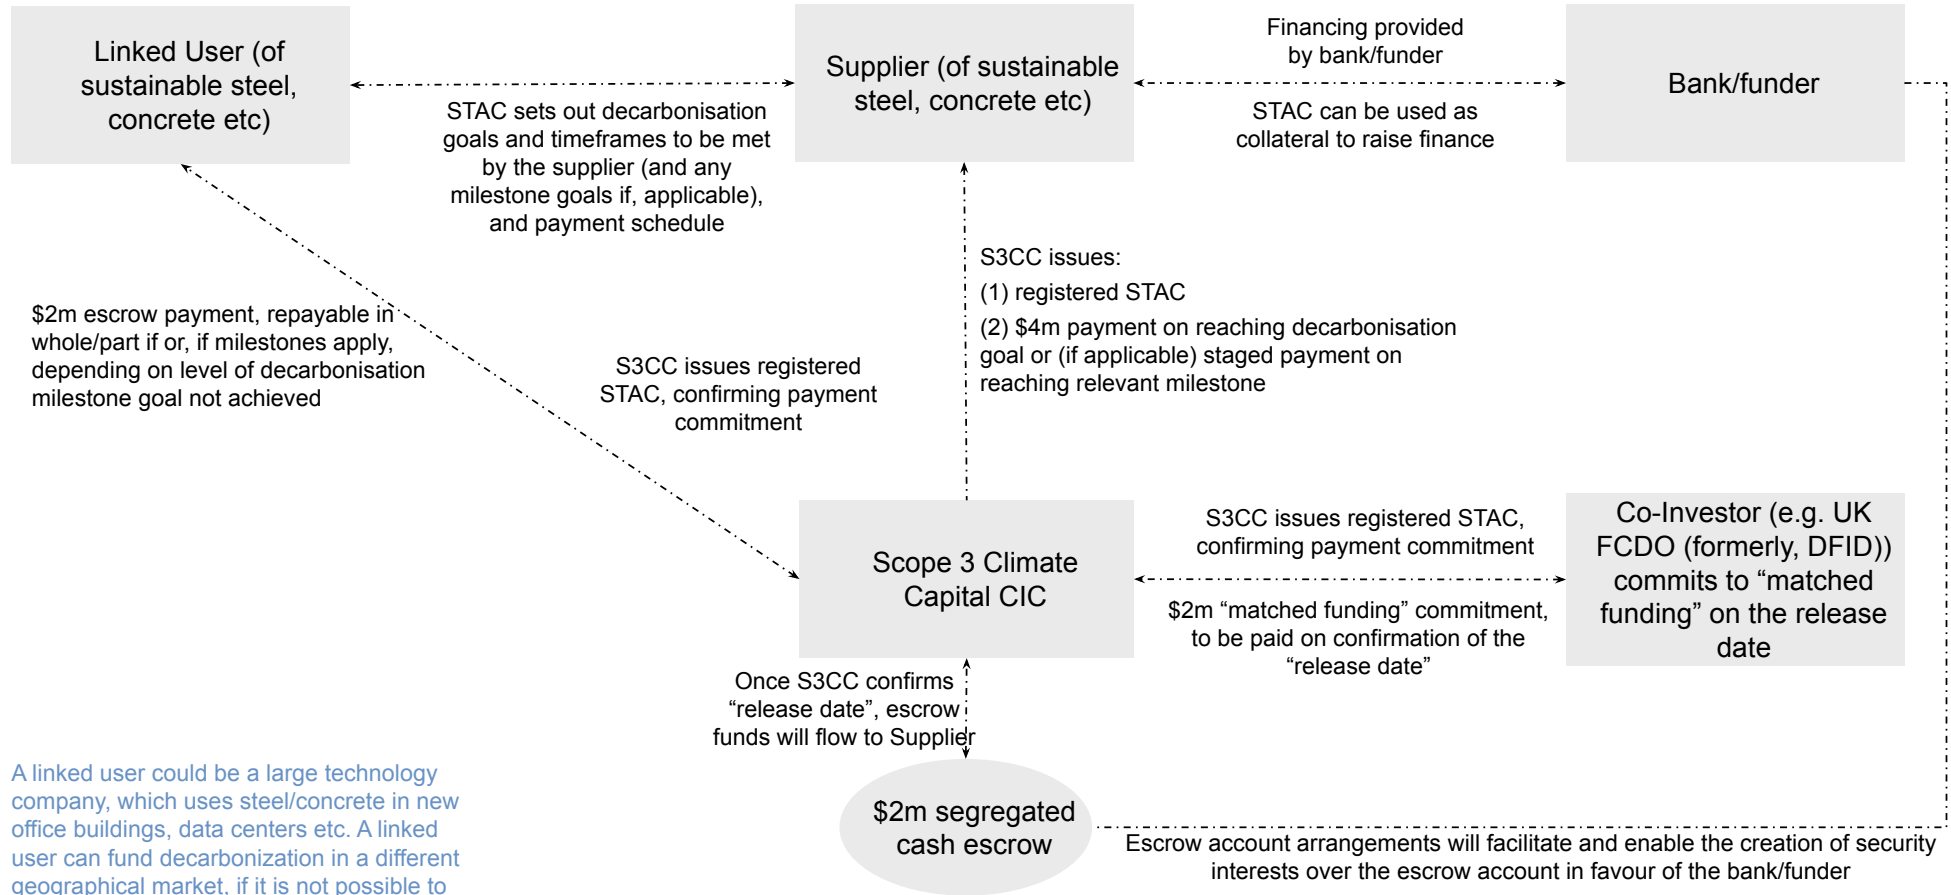 Linked User (of
sustainable steel,
concrete etc)
STAC sets out decarbonisation
goals and timeframes to be met
by the supplier (and any
milestone goals if, applicable),
and payment schedule
Supplier (of sustainable
steel, concrete etc)
Financing provided
by bank/funder
STAC can be used as
collateral to raise finance
Bank/funder
$2m escrow payment, repayable in
whole/part if or, if milestones apply,
depending on level of decarbonisation
milestone goal not achieved
S3CC issues registered
STAC, confirming payment
commitment
S3CC issues:
(1) registered STAC
(2) $4m payment on reaching decarbonisation
goal or (if applicable) staged payment on
reaching relevant milestone
Scope 3 Climate
Capital CIC
S3CC issues registered STAC,
confirming payment commitment
$2m “matched funding” commitment,
to be paid on confirmation of the
“release date”
Co-Investor (e.g. UK
FCDO (formerly, DFID))
commits to “matched
funding” on the release
date
Once S3CC confirms
“release date”, escrow
funds will flow to Supplier
$2m segregated
cash escrow
Escrow account arrangements will facilitate and enable the creation of security
interests over the escrow account in favour of the bank/funder
A linked user could be a large technology
company, which uses steel/concrete in new
office buildings, data centers etc. A linked
user can fund decarbonization in a different
geographical market, if it is not possible to